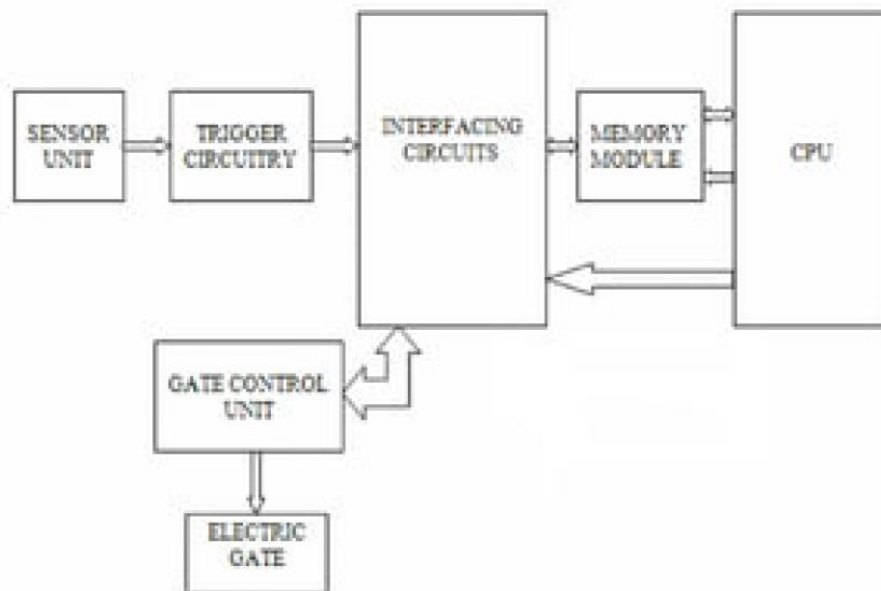 SENSOR
UNIT
TRIGGER
CIRCUITRY
INTERFACING
CIRCUITS
MEMORY
MODULE
CPU
GATE CONTROL
UNIT
ELECTRIC
GATE